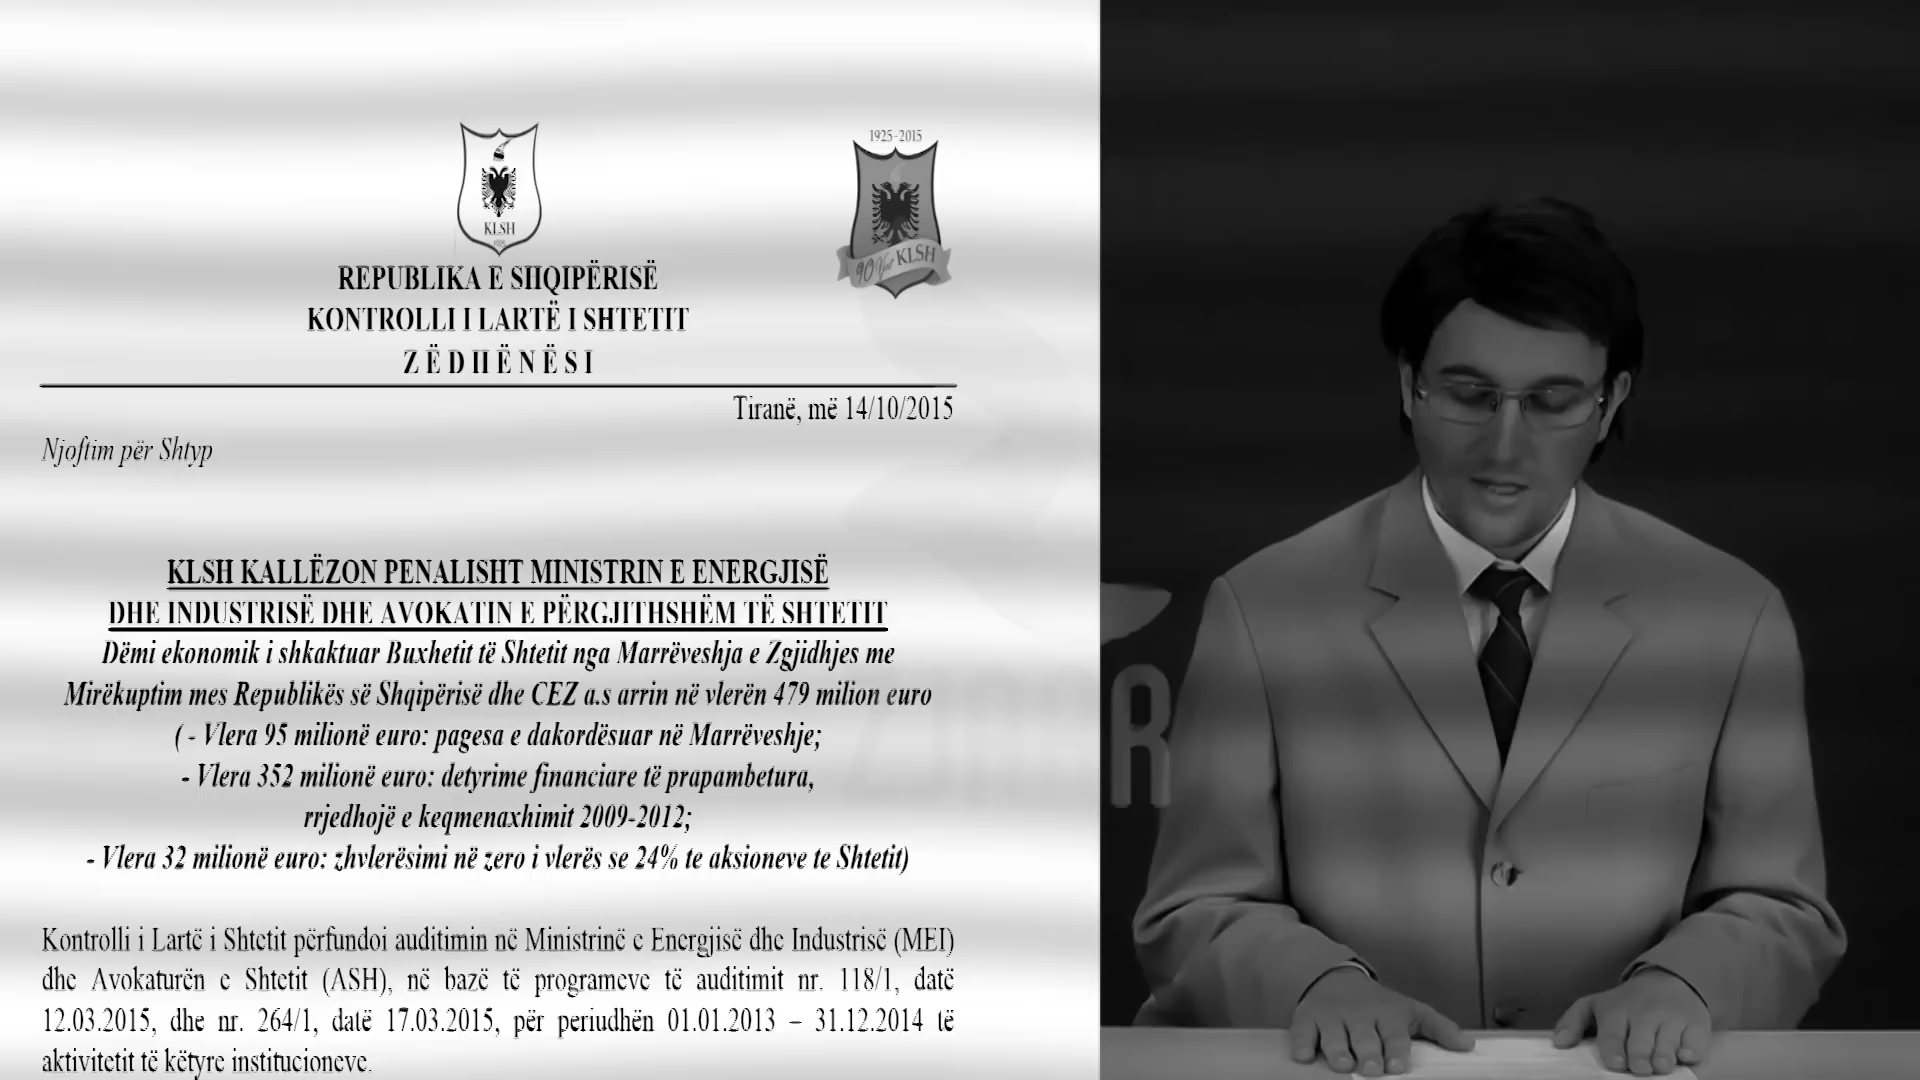 1925-2015
KLSH
90 Vjet KLSH
REPUBLIKA E SHQIPËRISË
KONTROLLI I LARTË I SHTETIT
ZËDHËNËSI
Tiranë, më 14/10/2015
Njoftim për Shtyp
KLSH KALLËZON PENALISHT MINISTRIN E ENERGJISË
DHE INDUSTRISË DHE AVOKATIN E PËRGJITHSHËM TË SHTETIT
Dëmi ekonomik i shkaktuar Buxhetit të Shtetit nga Marrëveshja e Zgjidhjes me
Mirëkuptim mes Republikës së Shqipërisë dhe CEZ a.s arrin në vlerën 479 milion euro
( - Vlera 95 milionë euro: pagesa e dakordësuar në Marrëveshje;
- Vlera 352 milionë euro: detyrime financiare të prapambetura,
rrjedhojë e keqmenaxhimit 2009-2012;
- Vlera 32 milionë euro: zhvlerësimi në zero i vlerës se 24% te aksioneve te Shtetit)
Kontrolli i Lartë i Shtetit përfundoi auditimin në Ministrinë e Energjisë dhe Industrisë (MEI)
dhe Avokaturën e Shtetit (ASH), në bazë të programeve të auditimit nr. 118/1, datë
12.03.2015, dhe nr. 264/1, datë 17.03.2015, për periudhën 01.01.2013 – 31.12.2014 të
aktivitetit të këtyre institucioneve.